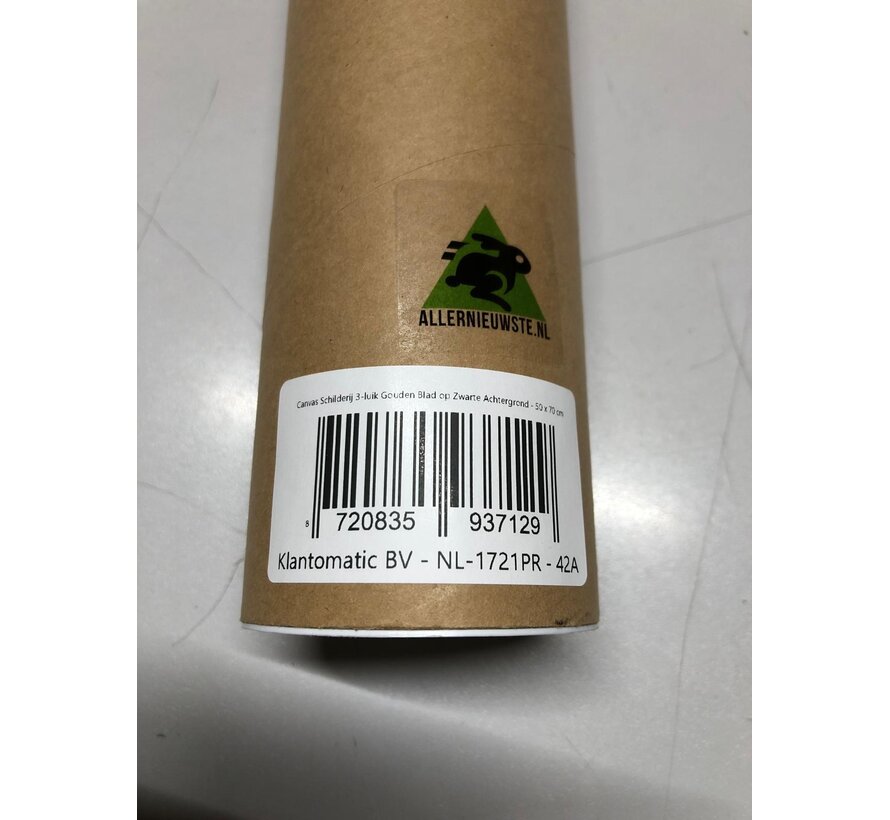 ALLERNIEUWSTE.NL
Canvas Schilderij 3-luik Gouden Blad op Zwarte Achtergrond - 50 x 70 cm
8 720835 937129
Klantomatic BV - NL-1721PR - 42A